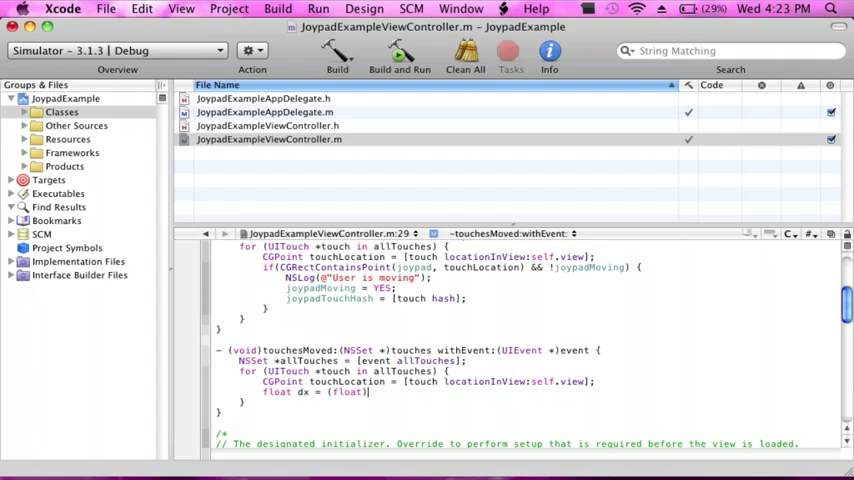 Xcode File Edit View Project Build Run Design SCM Window Help (29%) Wed 4:23 PM
JoypadExampleViewController.m – JoypadExample
Simulator - 3.1.3 | Debug
String Matching
Overview Action Build Build and Run Clean All Tasks Info Search
Groups & Files
JoypadExample
Classes
Other Sources
Resources
Frameworks
Products
Targets
Executables
Find Results
Bookmarks
SCM
Project Symbols
Implementation Files
Interface Builder Files
File Name Code
JoypadExampleAppDelegate.h
JoypadExampleAppDelegate.m
JoypadExampleViewController.h
JoypadExampleViewController.m
JoypadExampleViewController.m:29 -touchesMoved:withEvent: C #
for (UITouch *touch in allTouches) {
CGPoint touchLocation = [touch locationInView:self.view];
if(CGRectContainsPoint(joypad, touchLocation) && !joypadMoving) {
NSLog(@"User is moving");
joypadMoving = YES;
joypadTouchHash = [touch hash];
}
}
}
- (void)touchesMoved:(NSSet *)touches withEvent:(UIEvent *)event {
NSSet *allTouches = [event allTouches];
for (UITouch *touch in allTouches) {
CGPoint touchLocation = [touch locationInView:self.view];
float dx = (float)
}
}
/*
// The designated initializer. Override to perform setup that is required before the view is loaded.